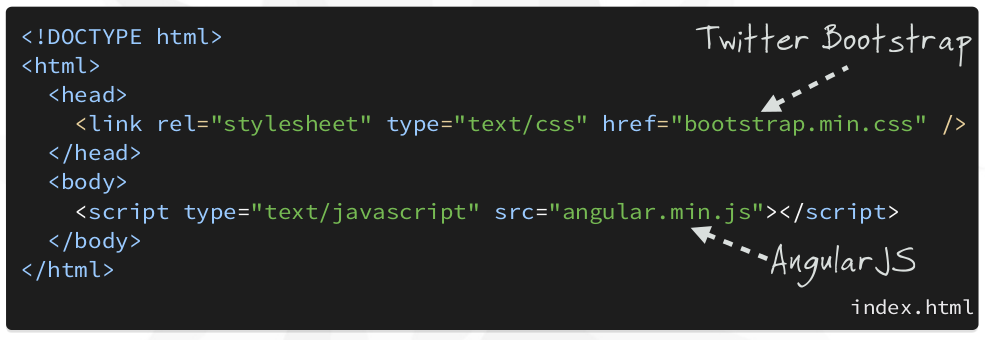 <!DOCTYPE html>
Twitter Bootstrap
<html>
<head>
<link rel="stylesheet" type="text/css" href="bootstrap.min.css" />
</head>
<body>
<script type="text/javascript" src="angular.min.js"></script>
</body>
AngularJS
</html>
index.html